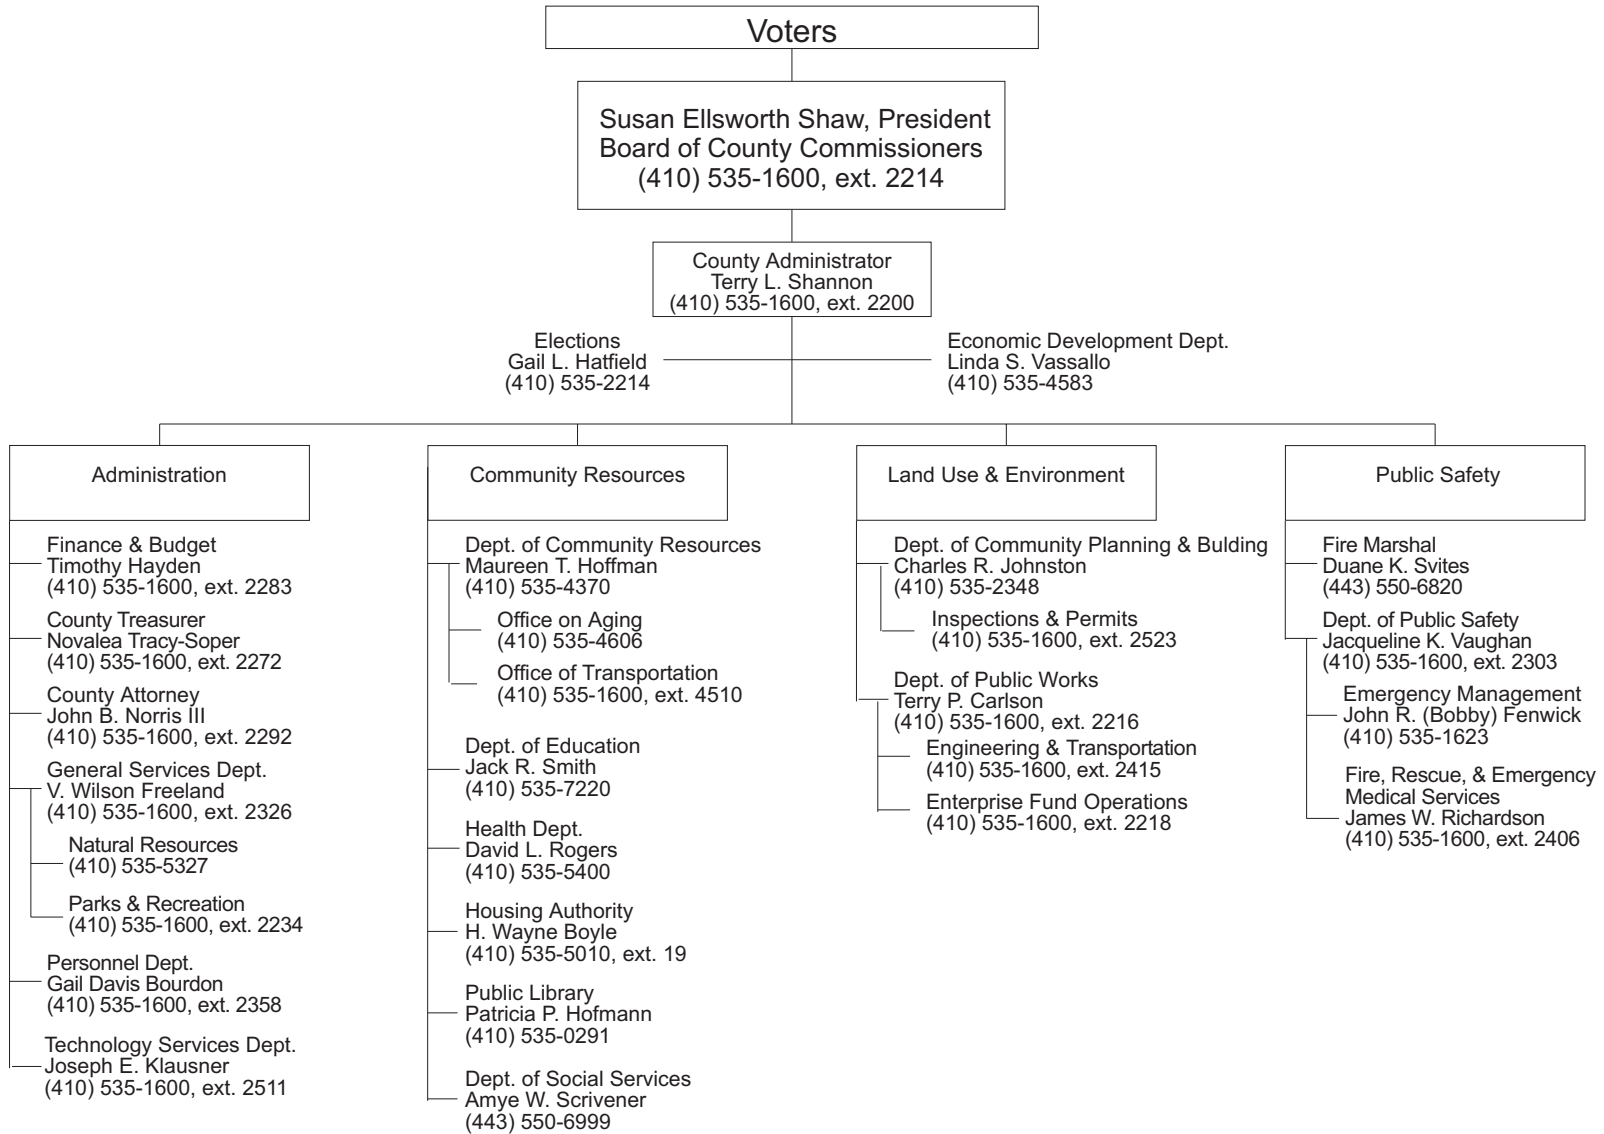 Voters
Susan Ellsworth Shaw, President
Board of County Commissioners
(410) 535-1600, ext. 2214
County Administrator
Terry L. Shannon
(410) 535-1600, ext. 2200
Elections
Gail L. Hatfield
(410) 535-2214
Economic Development Dept.
Linda S. Vassallo
(410) 535-4583
Administration
Finance & Budget
Timothy Hayden
(410) 535-1600, ext. 2283
County Treasurer
Novalea Tracy-Soper
(410) 535-1600, ext. 2272
County Attorney
John B. Norris III
(410) 535-1600, ext. 2292
General Services Dept.
V. Wilson Freeland
(410) 535-1600, ext. 2326
Natural Resources
(410) 535-5327
Parks & Recreation
(410) 535-1600, ext. 2234
Personnel Dept.
Gail Davis Bourdon
(410) 535-1600, ext. 2358
Technology Services Dept.
Joseph E. Klausner
(410) 535-1600, ext. 2511
Community Resources
Dept. of Community Resources
Maureen T. Hoffman
(410) 535-4370
Office on Aging
(410) 535-4606
Office of Transportation
(410) 535-1600, ext. 4510
Dept. of Education
Jack R. Smith
(410) 535-7220
Health Dept.
David L. Rogers
(410) 535-5400
Housing Authority
H. Wayne Boyle
(410) 535-5010, ext. 19
Public Library
Patricia P. Hofmann
(410) 535-0291
Dept. of Social Services
Amye W. Scrivener
(443) 550-6999
Land Use & Environment
Dept. of Community Planning & Bulding
Charles R. Johnston
(410) 535-2348
Inspections & Permits
(410) 535-1600, ext. 2523
Dept. of Public Works
Terry P. Carlson
(410) 535-1600, ext. 2216
Engineering & Transportation
(410) 535-1600, ext. 2415
Enterprise Fund Operations
(410) 535-1600, ext. 2218
Public Safety
Fire Marshal
Duane K. Svites
(443) 550-6820
Dept. of Public Safety
Jacqueline K. Vaughan
(410) 535-1600, ext. 2303
Emergency Management
John R. (Bobby) Fenwick
(410) 535-1623
Fire, Rescue, & Emergency
Medical Services
James W. Richardson
(410) 535-1600, ext. 2406